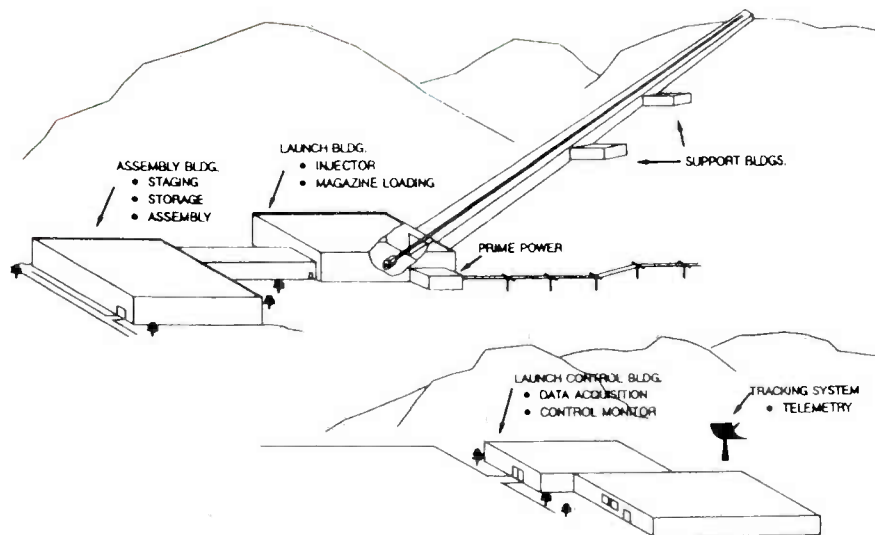 ASSEMBLY BLDG.
• STAGING
• STORAGE
• ASSEMBLY
LAUNCH BLDG.
• INJECTOR
• MAGAZINE LOADING
SUPPORT BLDGS.
PRIME POWER
LAUNCH CONTROL BLDG.
• DATA ACQUISITION
• CONTROL MONITOR
TRACKING SYSTEM
• TELEMETRY